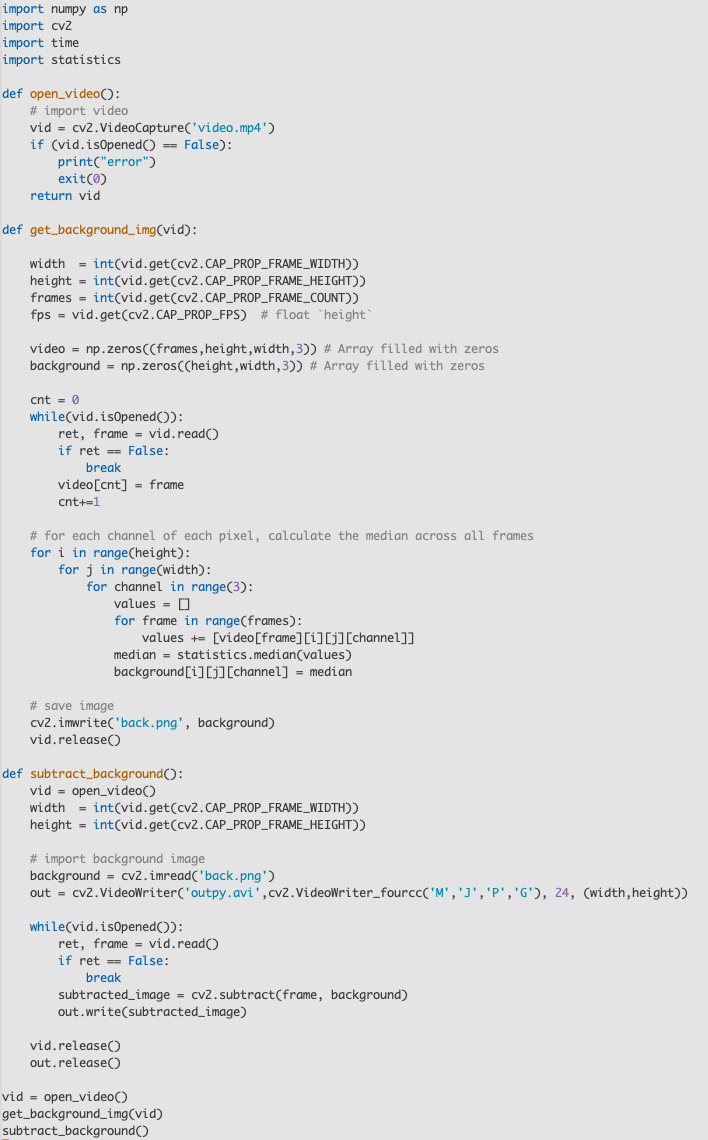 import numpy as np
import cv2
import time
import statistics

def open_video():
    # import video
    vid = cv2.VideoCapture('video.mp4')
    if (vid.isOpened() == False):
        print("error")
        exit(0)
    return vid

def get_background_img(vid):

    width  = int(vid.get(cv2.CAP_PROP_FRAME_WIDTH))
    height = int(vid.get(cv2.CAP_PROP_FRAME_HEIGHT))
    frames = int(vid.get(cv2.CAP_PROP_FRAME_COUNT))
    fps = vid.get(cv2.CAP_PROP_FPS)  # float `height`

    video = np.zeros((frames,height,width,3)) # Array filled with zeros
    background = np.zeros((height,width,3)) # Array filled with zeros

    cnt = 0
    while(vid.isOpened()):
        ret, frame = vid.read()
        if ret == False:
            break
        video[cnt] = frame
        cnt+=1

    # for each channel of each pixel, calculate the median across all frames
    for i in range(height):
        for j in range(width):
            for channel in range(3):
                values = []
                for frame in range(frames):
                    values += [video[frame][i][j][channel]]
                median = statistics.median(values)
                background[i][j][channel] = median

    # save image
    cv2.imwrite('back.png', background)
    vid.release()

def subtract_background():
    vid = open_video()
    width  = int(vid.get(cv2.CAP_PROP_FRAME_WIDTH))
    height = int(vid.get(cv2.CAP_PROP_FRAME_HEIGHT))

    # import background image
    background = cv2.imread('back.png')
    out = cv2.VideoWriter('outpy.avi',cv2.VideoWriter_fourcc('M','J','P','G'), 24, (width,height))

    while(vid.isOpened()):
        ret, frame = vid.read()
        if ret == False:
            break
        subtracted_image = cv2.subtract(frame, background)
        out.write(subtracted_image)

    vid.release()
    out.release()

vid = open_video()
get_background_img(vid)
subtract_background()